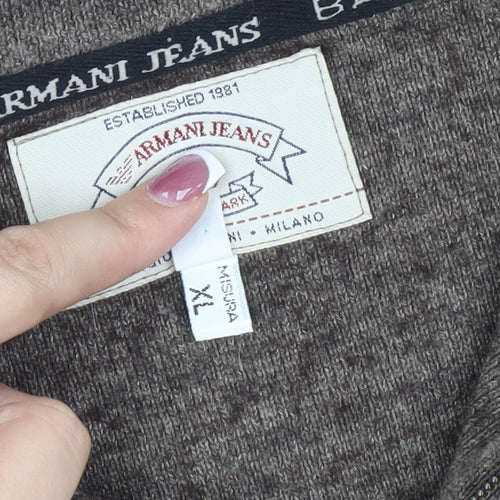 ARMANI JEANS
ESTABLISHED 1981
ARMANI JEANS
MILANO
MISURA
XL